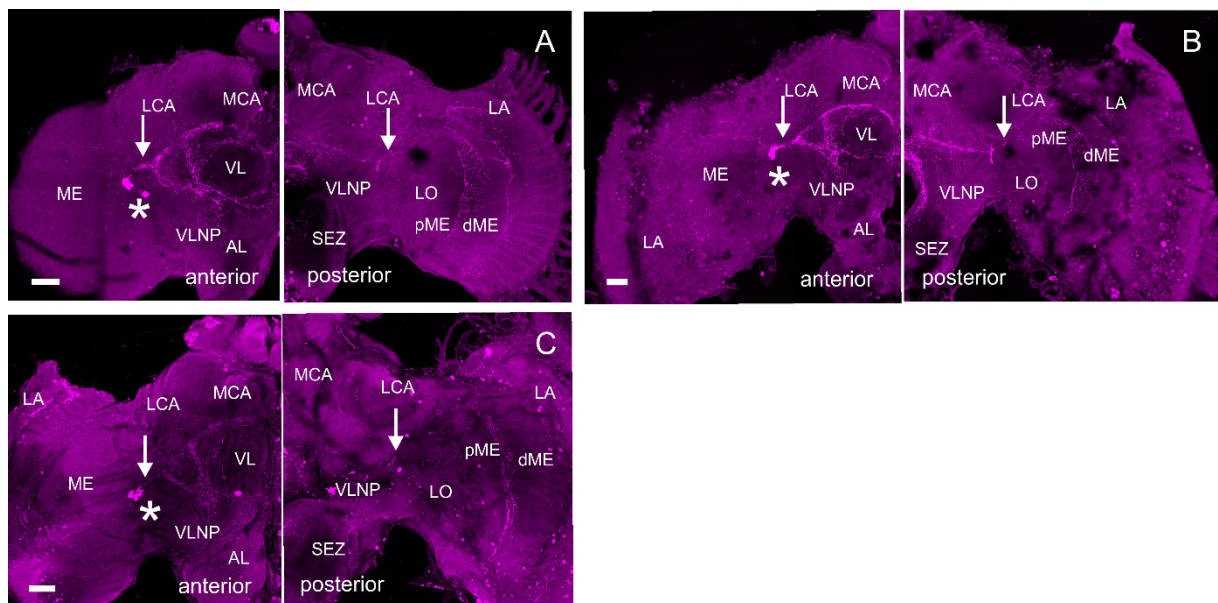 A
LCA
MCA
VL
ME
*
VLNP
AL
anterior
MCA
LCA
LA
VLNP
LO
pME
dME
SEZ
posterior
B
LCA
MCA
VL
ME
*
VLNP
LA
AL
anterior
MCA
LCA
LA
pME
dME
VLNP
LO
SEZ
posterior
C
LA
LCA
MCA
VL
ME
*
VLNP
AL
anterior
MCA
LCA
LA
pME
dME
VLNP
LO
SEZ
posterior